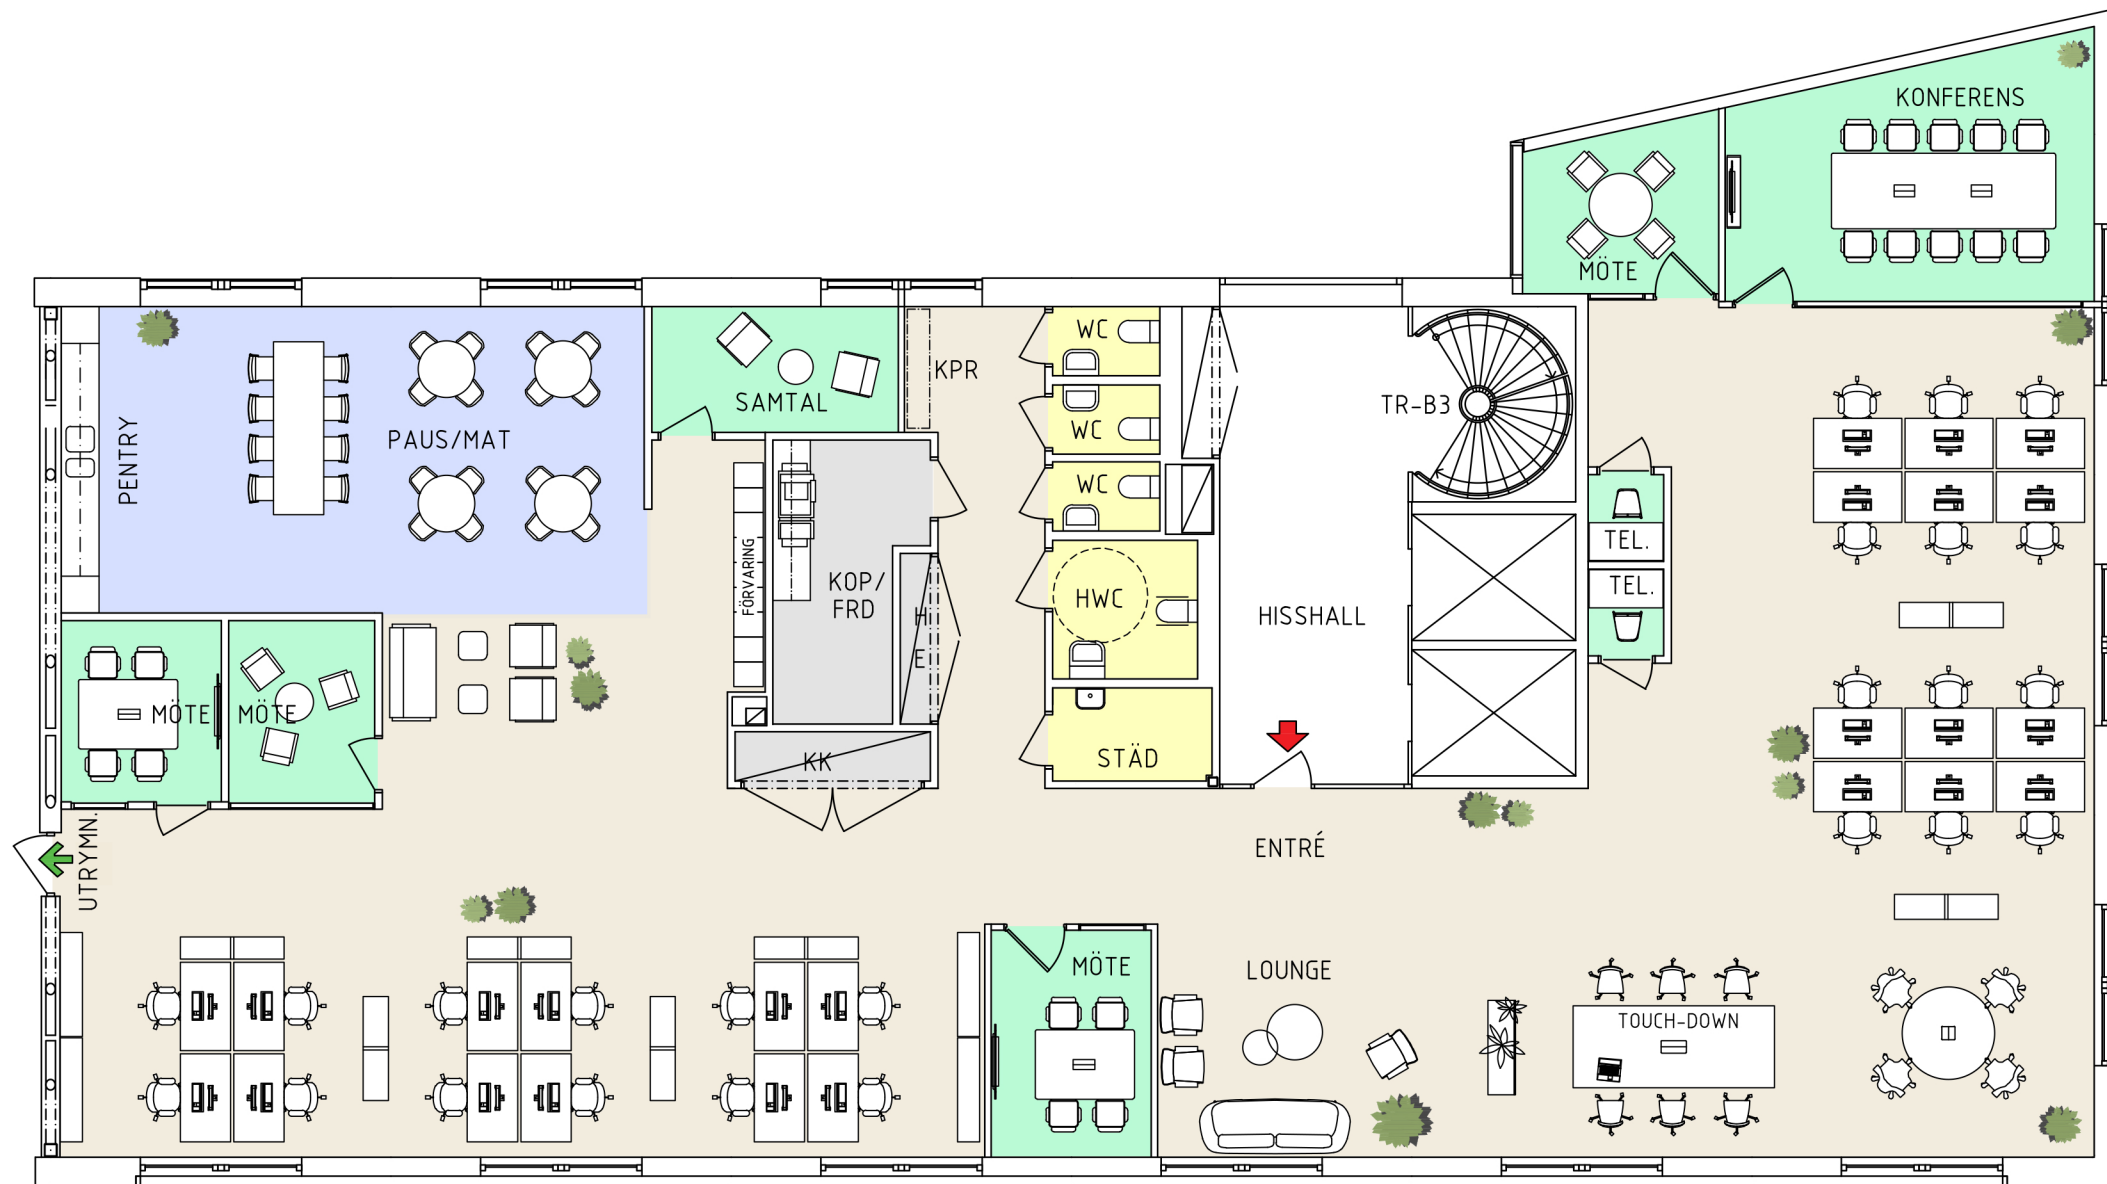 KONFERENS
MÖTE
WC
KPR
SAMTAL
TR-B3
WC
PAUS/MAT
PENTRY
WC
TEL.
FÖRVARING
KOP/
FRD
HWC
TEL.
H
E
HISSHALL
MÖTE
MÖTE
KK
STÄD
UTRYMN.
ENTRÉ
MÖTE
LOUNGE
TOUCH-DOWN